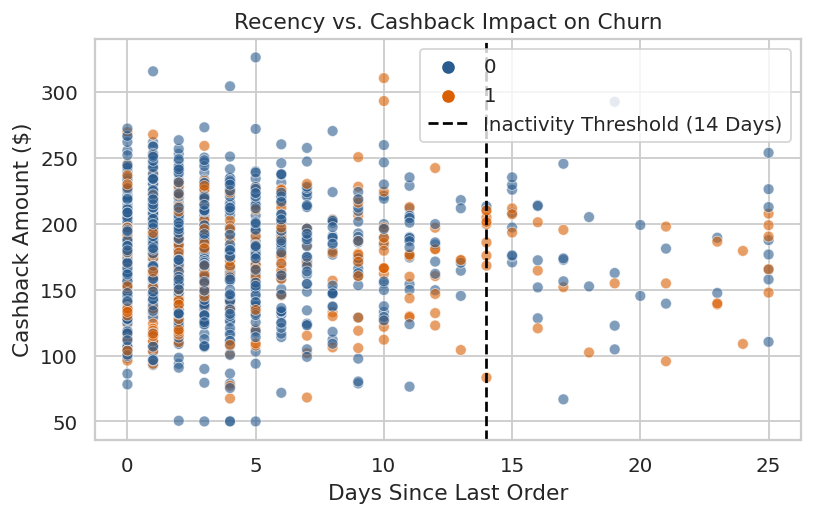 Recency vs. Cashback Impact on Churn
0
1
Inactivity Threshold (14 Days)
Cashback Amount ($)
300
250
200
150
100
50
0 5 10 15 20 25
Days Since Last Order